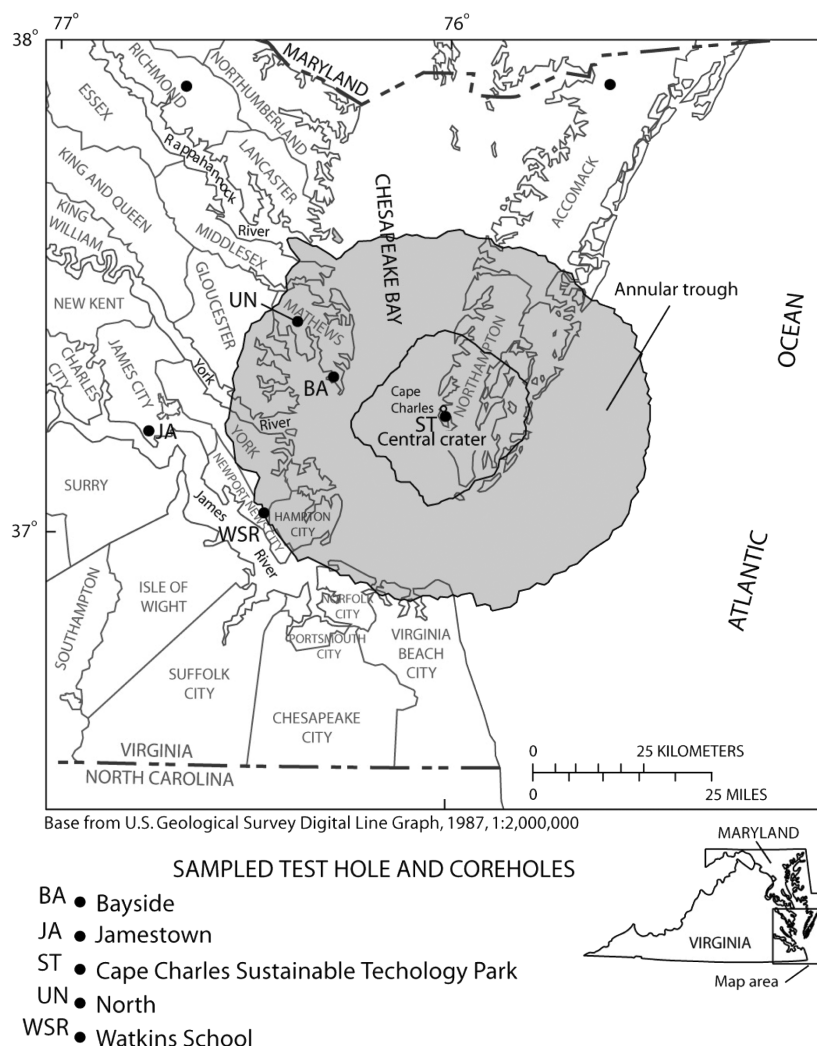 77°
76°
38°
MARYLAND
RICHMOND
NORTHUMBERLAND
ESSEX
Rappahannock
LANCASTER
KING AND QUEEN
ACCOMACK
CHESAPEAKE BAY
KING
WILLIAM
River
MIDDLESEX
GLOUCESTER
Annular trough
UN
MATHEWS
OCEAN
NEW KENT
NORTHAMPTON
JAMES CITY
CHARLES
CITY
York
BA
Cape
Charles
ST
Central crater
River
JA
YORK
SURRY
NEWPORT NEWS CITY
James
HAMPTON
CITY
WSR
37°
River
ATLANTIC
ISLE OF
WIGHT
SOUTHAMPTON
NORFOLK
CITY
PORTSMOUTH
CITY
VIRGINIA
BEACH
CITY
SUFFOLK
CITY
CHESAPEAKE
CITY
VIRGINIA
NORTH CAROLINA
0 25 KILOMETERS
0 25 MILES
Base from U.S. Geological Survey Digital Line Graph, 1987, 1:2,000,000
SAMPLED TEST HOLE AND COREHOLES
BA Bayside
JA Jamestown
ST Cape Charles Sustainable Techology Park
UN North
WSR Watkins School
MARYLAND
VIRGINIA
Map area